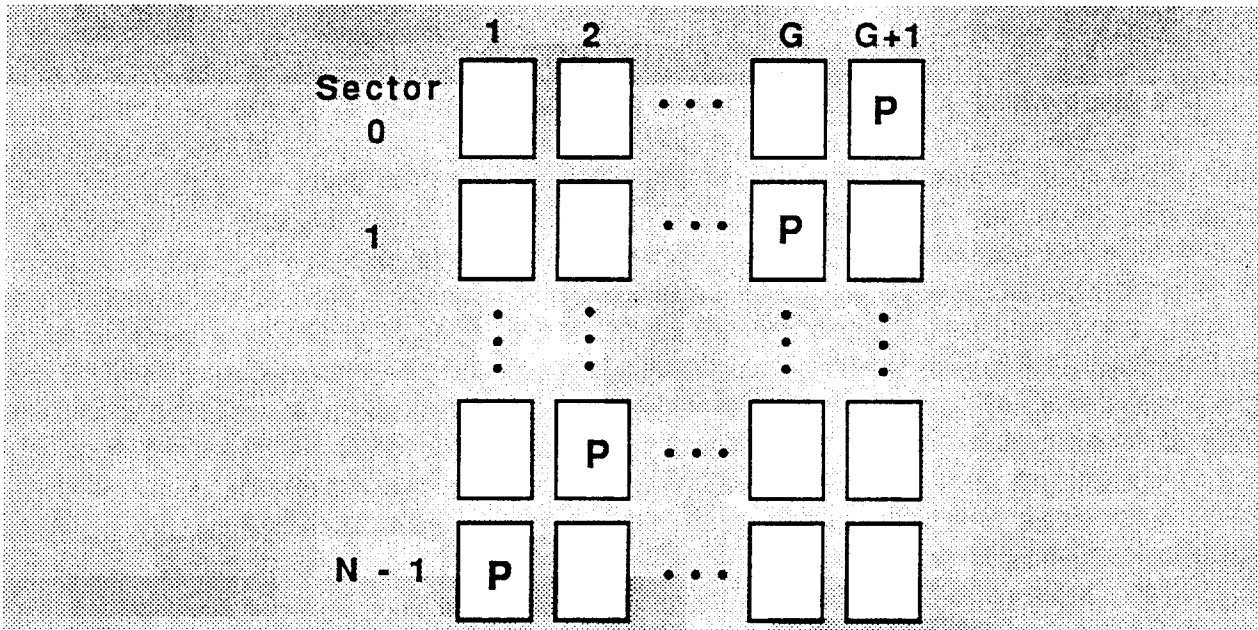 1 2 G G+1
Sector
0 ... P
1 ... P
P ...
N - 1 P ...